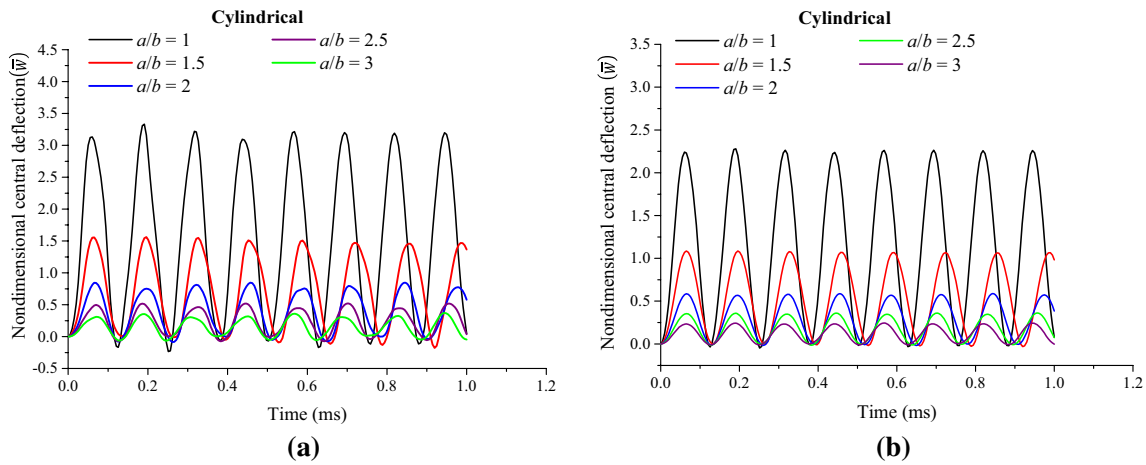 Cylindrical
a/b = 1
a/b = 1.5
a/b = 2
a/b = 2.5
a/b = 3
Nondimensional central deflection(w̅)
4.5
4.0
3.5
3.0
2.5
2.0
1.5
1.0
0.5
0.0
-0.5
0.0 0.2 0.4 0.6 0.8 1.0 1.2
Time (ms)
(a)
Cylindrical
a/b = 1
a/b = 1.5
a/b = 2
a/b = 2.5
a/b = 3
Nondimensional central deflection (w̅)
3.5
3.0
2.5
2.0
1.5
1.0
0.5
0.0
0.0 0.2 0.4 0.6 0.8 1.0 1.2
Time (ms)
(b)